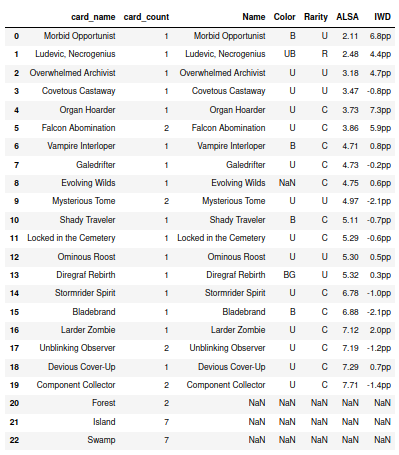 card_name card_count Name Color Rarity ALSA IWD
0 Morbid Opportunist 1 Morbid Opportunist B U 2.11 6.8pp
1 Ludevic, Necrogenius 1 Ludevic, Necrogenius UB R 2.48 4.4pp
2 Overwhelmed Archivist 1 Overwhelmed Archivist U U 3.18 4.7pp
3 Covetous Castaway 1 Covetous Castaway U U 3.47 -0.8pp
4 Organ Hoarder 1 Organ Hoarder U C 3.73 7.3pp
5 Falcon Abomination 2 Falcon Abomination U C 3.86 5.9pp
6 Vampire Interloper 1 Vampire Interloper B C 4.71 0.8pp
7 Galedrifter 1 Galedrifter U C 4.73 -0.2pp
8 Evolving Wilds 1 Evolving Wilds NaN C 4.75 0.6pp
9 Mysterious Tome 2 Mysterious Tome U U 4.97 -2.1pp
10 Shady Traveler 1 Shady Traveler B C 5.11 -0.7pp
11 Locked in the Cemetery 1 Locked in the Cemetery U C 5.29 -0.6pp
12 Ominous Roost 1 Ominous Roost U U 5.30 0.5pp
13 Diregraf Rebirth 1 Diregraf Rebirth BG U 5.32 0.3pp
14 Stormrider Spirit 1 Stormrider Spirit U C 6.78 -1.0pp
15 Bladebrand 1 Bladebrand B C 6.88 -2.1pp
16 Larder Zombie 1 Larder Zombie U C 7.12 2.0pp
17 Unblinking Observer 2 Unblinking Observer U C 7.19 -1.2pp
18 Devious Cover-Up 1 Devious Cover-Up U C 7.29 0.7pp
19 Component Collector 2 Component Collector U C 7.71 -1.4pp
20 Forest 2 NaN NaN NaN NaN NaN
21 Island 7 NaN NaN NaN NaN NaN
22 Swamp 7 NaN NaN NaN NaN NaN